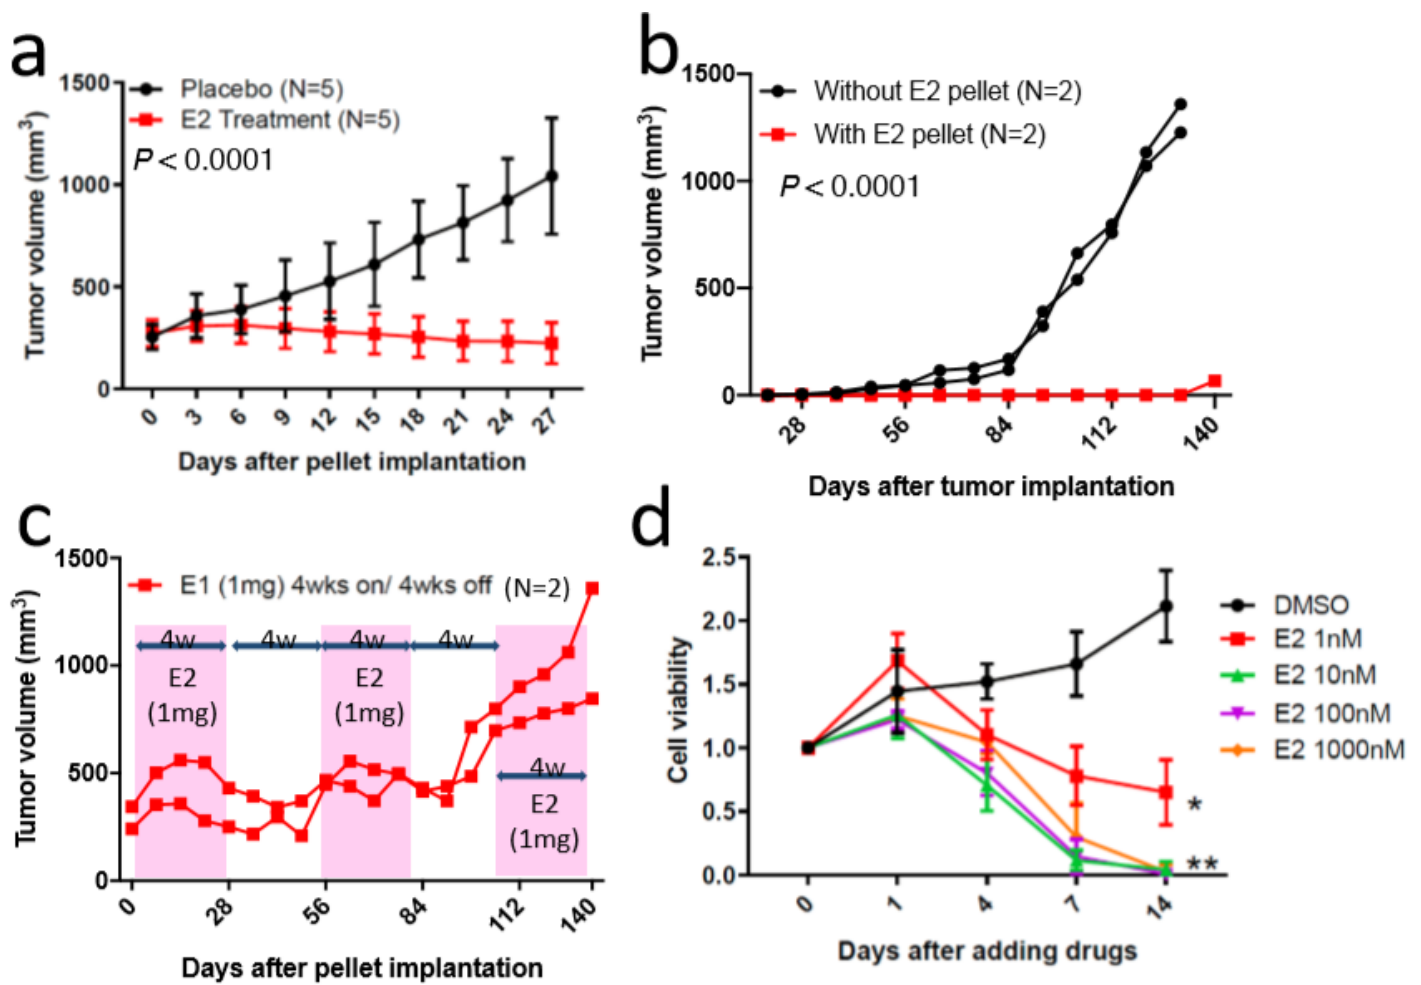 a
1500
1000
500
0
Tumor volume (mm³)
Placebo (N=5)
E2 Treatment (N=5)
P < 0.0001
0 3 6 9 12 15 18 21 24 27
Days after pellet implantation
b
1500
1000
500
0
Tumor volume (mm³)
Without E2 pellet (N=2)
With E2 pellet (N=2)
P < 0.0001
28 56 84 112 140
Days after tumor implantation
c
1500
1000
500
0
Tumor volume (mm³)
E1 (1mg) 4wks on/ 4wks off (N=2)
4w 4w 4w 4w
E2
(1mg)
E2
(1mg)
4w
E2
(1mg)
0 28 56 84 112 140
Days after pellet implantation
d
2.5
2.0
1.5
1.0
0.5
0.0
Cell viability
DMSO
E2 1nM
E2 10nM
E2 100nM
E2 1000nM
*
**
0 1 4 7 14
Days after adding drugs